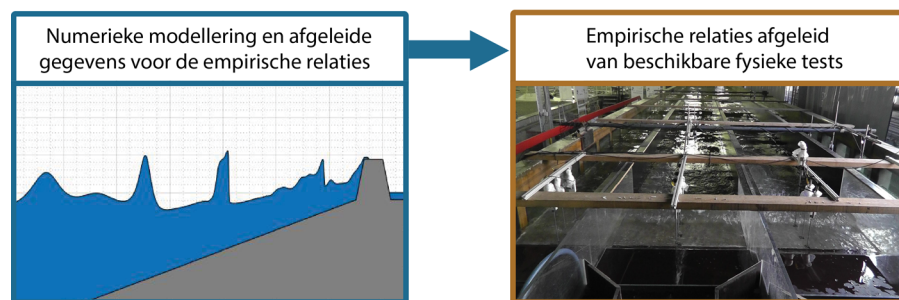 Numerieke modellering en afgeleide
gegevens voor de empirische relaties
Empirische relaties afgeleid
van beschikbare fysieke tests